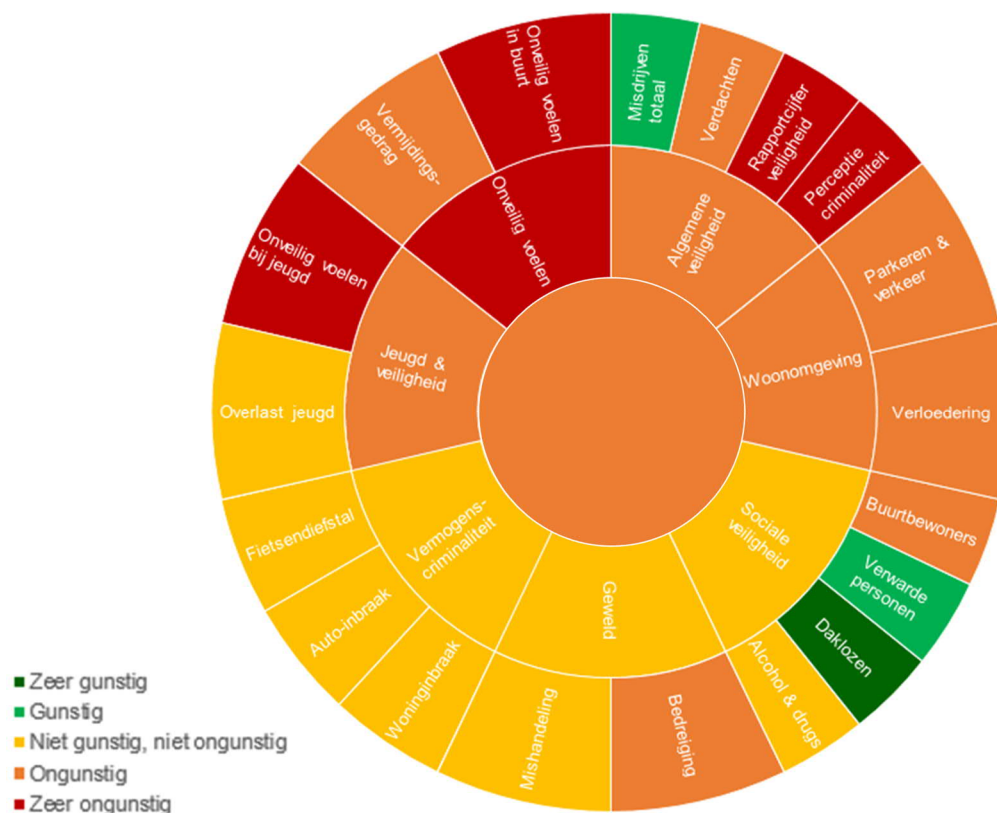 Misdrijven
totaal
Verdachten
Rapportcijfer
veiligheid
Perceptie
criminaliteit
Parkeren &
verkeer
Verloedering
Buurtbewoners
Verwarde
personen
Daklozen
Alcohol & drugs
Bedreiging
Mishandeling
Woninginbraak
Auto-inbraak
Fietsendiefstal
Overlast jeugd
Onveilig voelen
bij jeugd
Vermijdings-
gedrag
Onveilig voelen
in buurt
Algemene
veiligheid
Woonomgeving
Sociale
veiligheid
Geweld
Vermogens-
criminaliteit
Jeugd &
veiligheid
Onveilig voelen
Zeer gunstig
Gunstig
Niet gunstig, niet ongunstig
Ongunstig
Zeer ongunstig